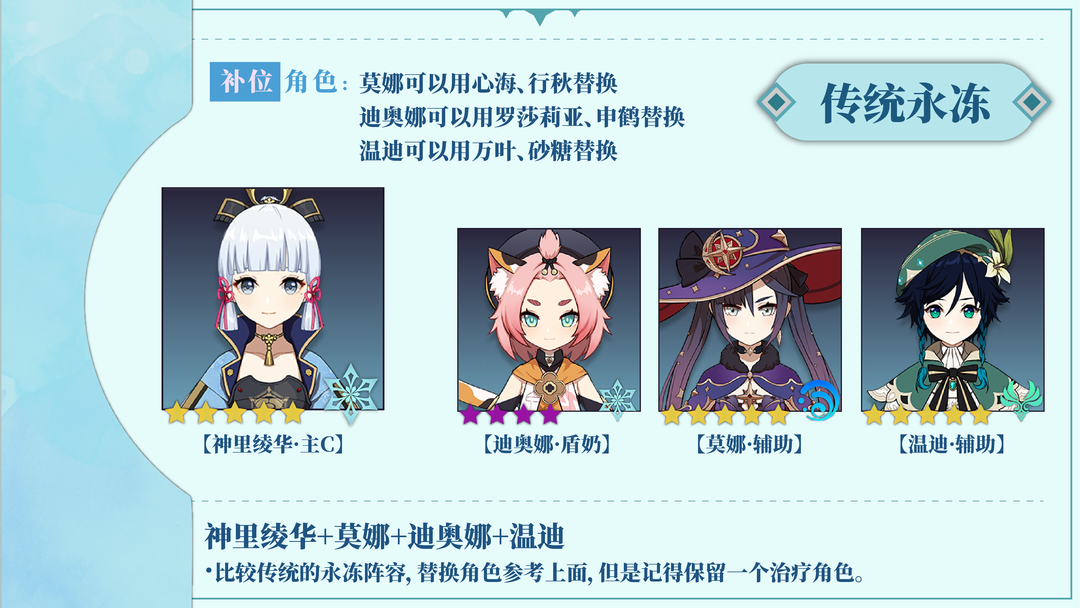 补位角色：莫娜可以用心海、行秋替换
迪奥娜可以用罗莎莉亚、申鹤替换
温迪可以用万叶、砂糖替换
传统永冻
【神里绫华·主C】
【迪奥娜·盾奶】
【莫娜·辅助】
【温迪·辅助】
神里绫华+莫娜+迪奥娜+温迪
·比较传统的永冻阵容，替换角色参考上面，但是记得保留一个治疗角色。